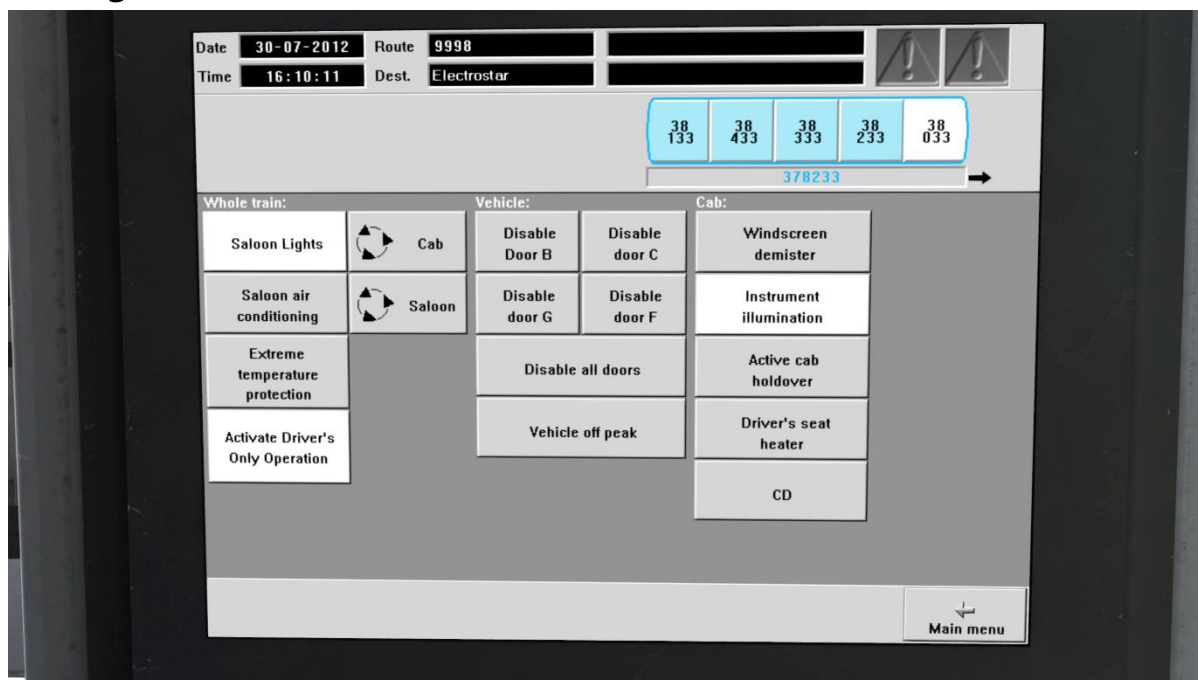 Date 30-07-2012 Route 9998
Time 16:10:11 Dest. Electrostar
38 38 38 38 38
133 433 333 233 033
378233
Whole train: Vehicle: Cab:
Saloon Lights
Cab
Disable
Door B
Disable
door C
Windscreen
demister
Saloon air
conditioning
Saloon
Disable
door G
Disable
door F
Instrument
illumination
Extreme
temperature
protection
Disable all doors
Active cab
holdover
Activate Driver's
Only Operation
Vehicle off peak
Driver's seat
heater
CD
Main menu